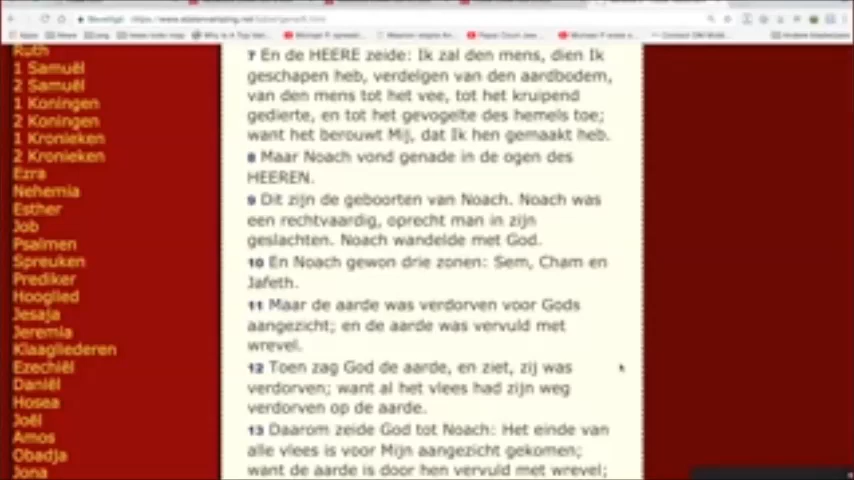 Ruth
1 Samuël
2 Samuël
1 Koningen
2 Koningen
1 Kronieken
2 Kronieken
Ezra
Nehemia
Esther
Job
Psalmen
Spreuken
Prediker
Hooglied
Jesaja
Jeremia
Klaagliederen
Ezechiël
Daniël
Hosea
Joël
Amos
Obadja
Jona
7 En de HEERE zeide: Ik zal den mens, dien Ik
geschapen heb, verdelgen van den aardbodem,
van den mens tot het vee, tot het kruipend
gedierte, en tot het gevogelte des hemels toe;
want het berouwt Mij, dat Ik hen gemaakt heb.
8 Maar Noach vond genade in de ogen des
HEEREN.
9 Dit zijn de geboorten van Noach. Noach was
een rechtvaardig, oprecht man in zijn
geslachten. Noach wandelde met God.
10 En Noach gewon drie zonen: Sem, Cham en
Jafeth.
11 Maar de aarde was verdorven voor Gods
aangezicht; en de aarde was vervuld met
wrevel.
12 Toen zag God de aarde, en ziet, zij was
verdorven; want al het vlees had zijn weg
verdorven op de aarde.
13 Daarom zeide God tot Noach: Het einde van
alle vlees is voor Mijn aangezicht gekomen;
want de aarde is door hen vervuld met wrevel;